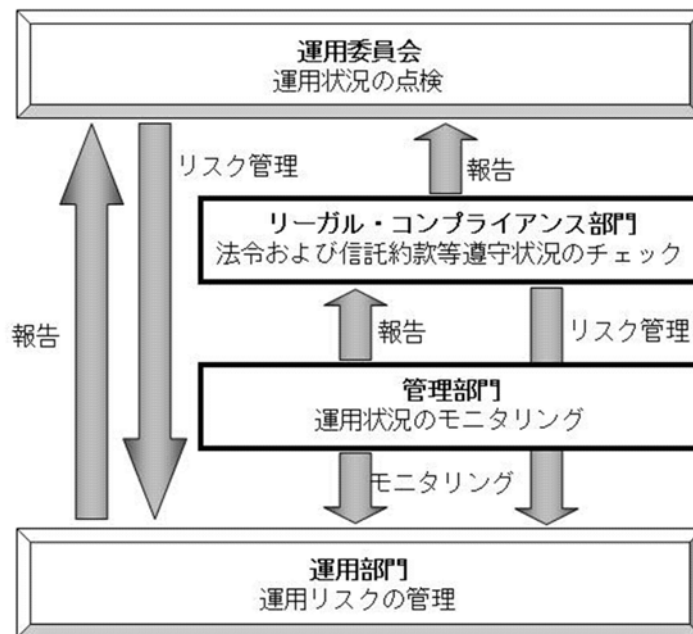 運用委員会
運用状況の点検
リスク管理
報告
リーガル・コンプライアンス部門
法令および信託約款等遵守状況のチェック
報告
報告
リスク管理
管理部門
運用状況のモニタリング
モニタリング
運用部門
運用リスクの管理